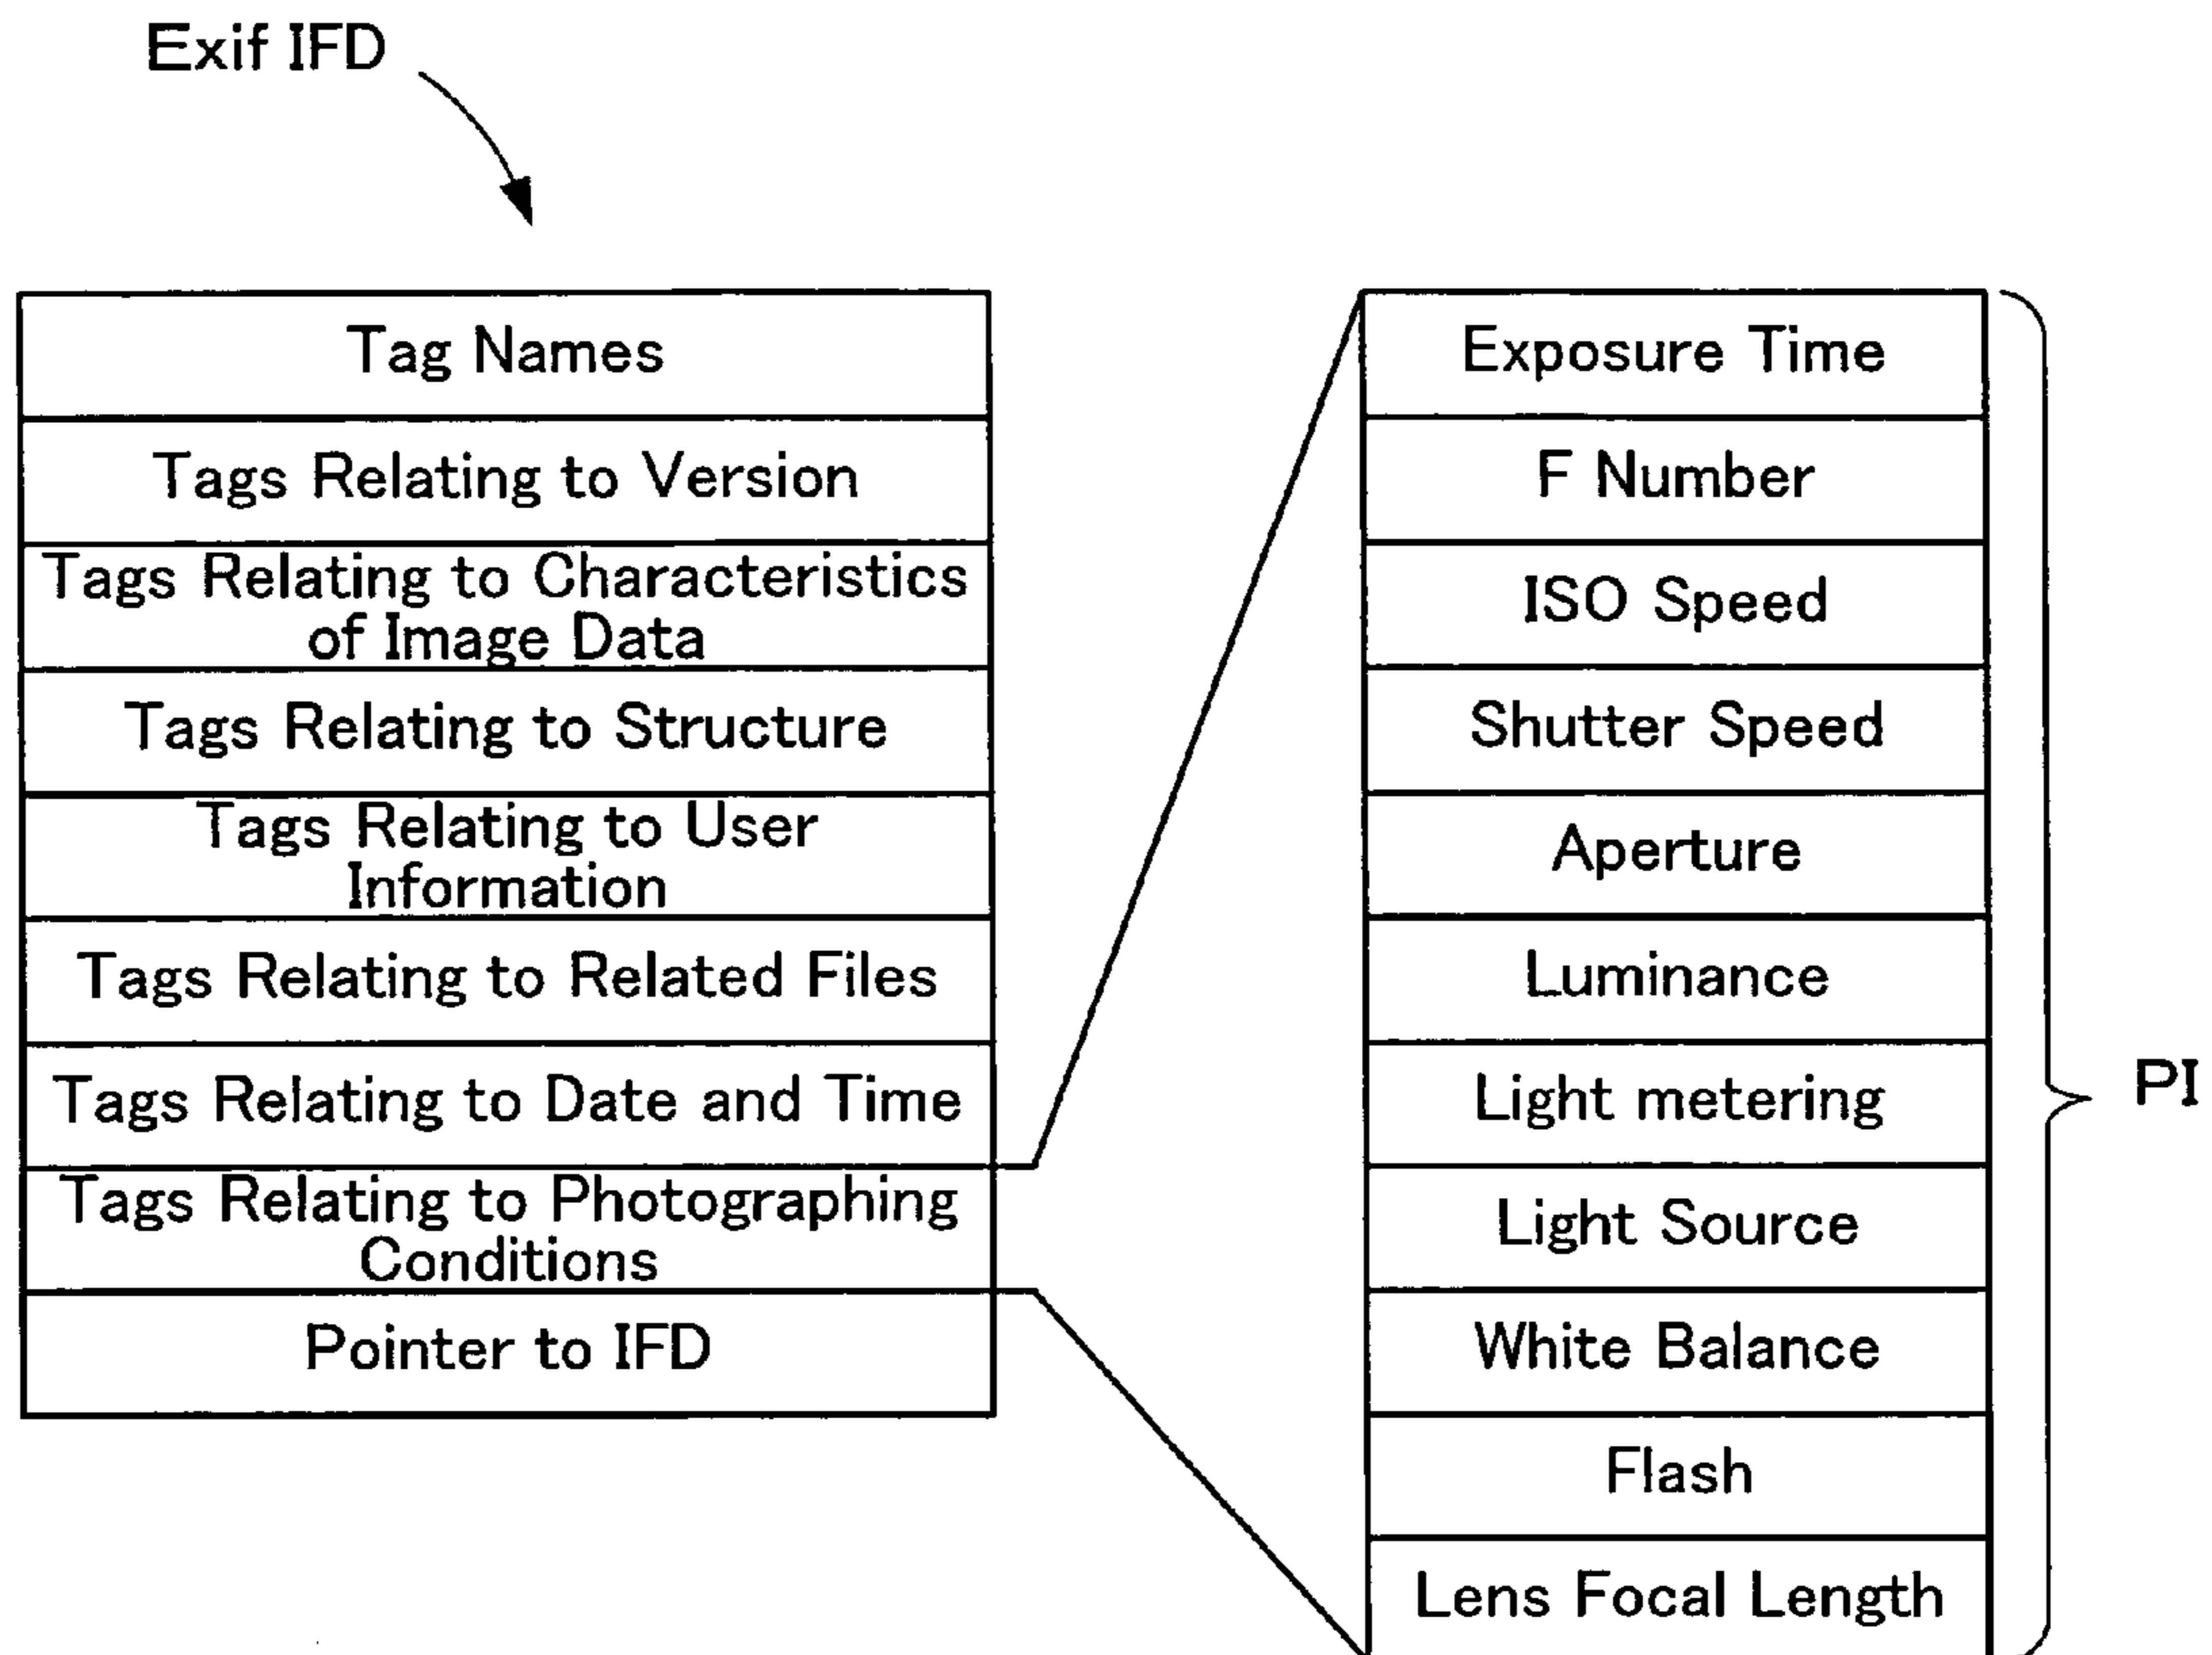 Exif IFD
Tag Names
Tags Relating to Version
Tags Relating to Characteristics
of Image Data
Tags Relating to Structure
Tags Relating to User
Information
Tags Relating to Related Files
Tags Relating to Date and Time
Tags Relating to Photographing
Conditions
Pointer to IFD
Exposure Time
F Number
ISO Speed
Shutter Speed
Aperture
Luminance
Light metering
Light Source
White Balance
Flash
Lens Focal Length
PI